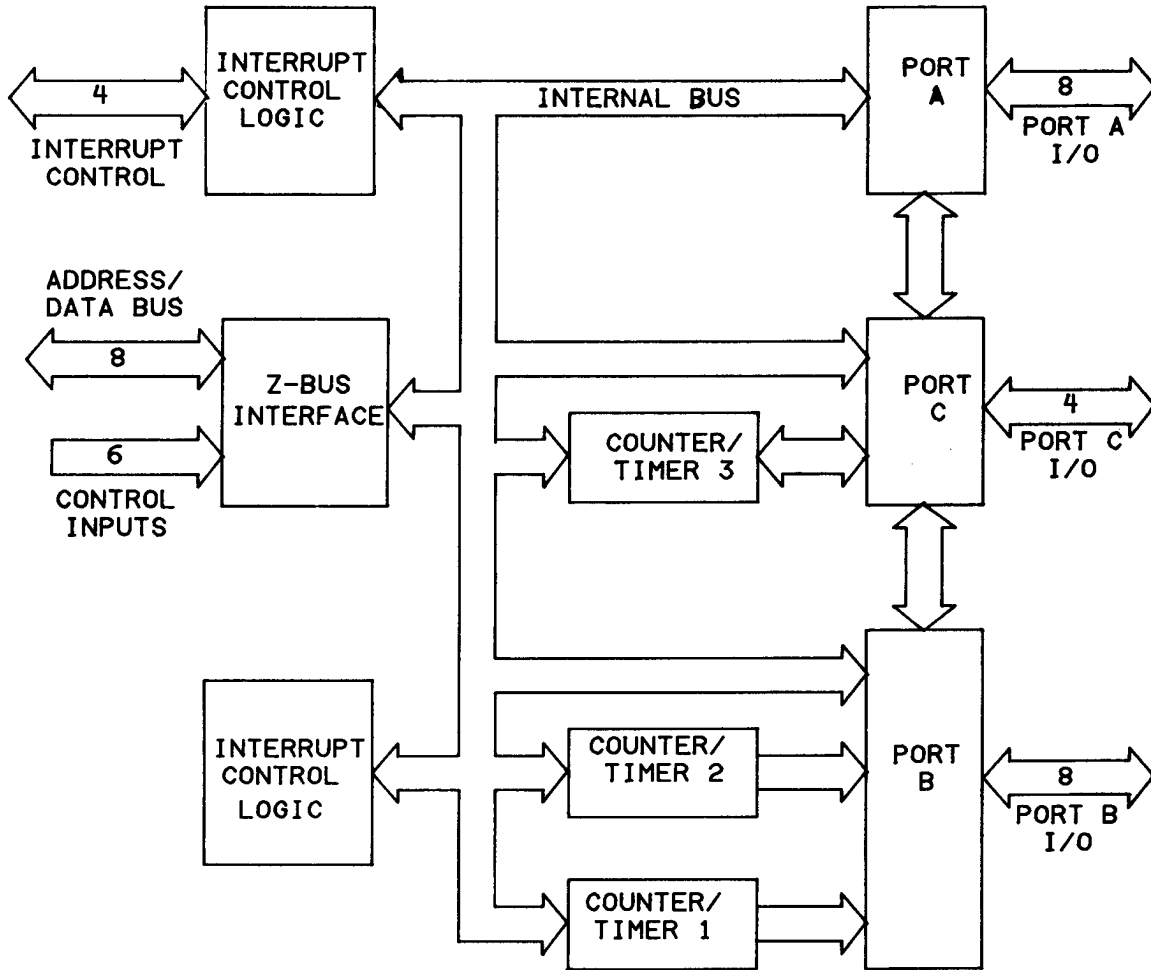 INTERRUPT
CONTROL
LOGIC
4
INTERRUPT
CONTROL
INTERNAL BUS
PORT
A
8
PORT A
I/O
ADDRESS/
DATA BUS
8
Z-BUS
INTERFACE
6
CONTROL
INPUTS
PORT
C
4
PORT C
I/O
COUNTER/
TIMER 3
INTERRUPT
CONTROL
LOGIC
COUNTER/
TIMER 2
PORT
B
8
PORT B
I/O
COUNTER/
TIMER 1